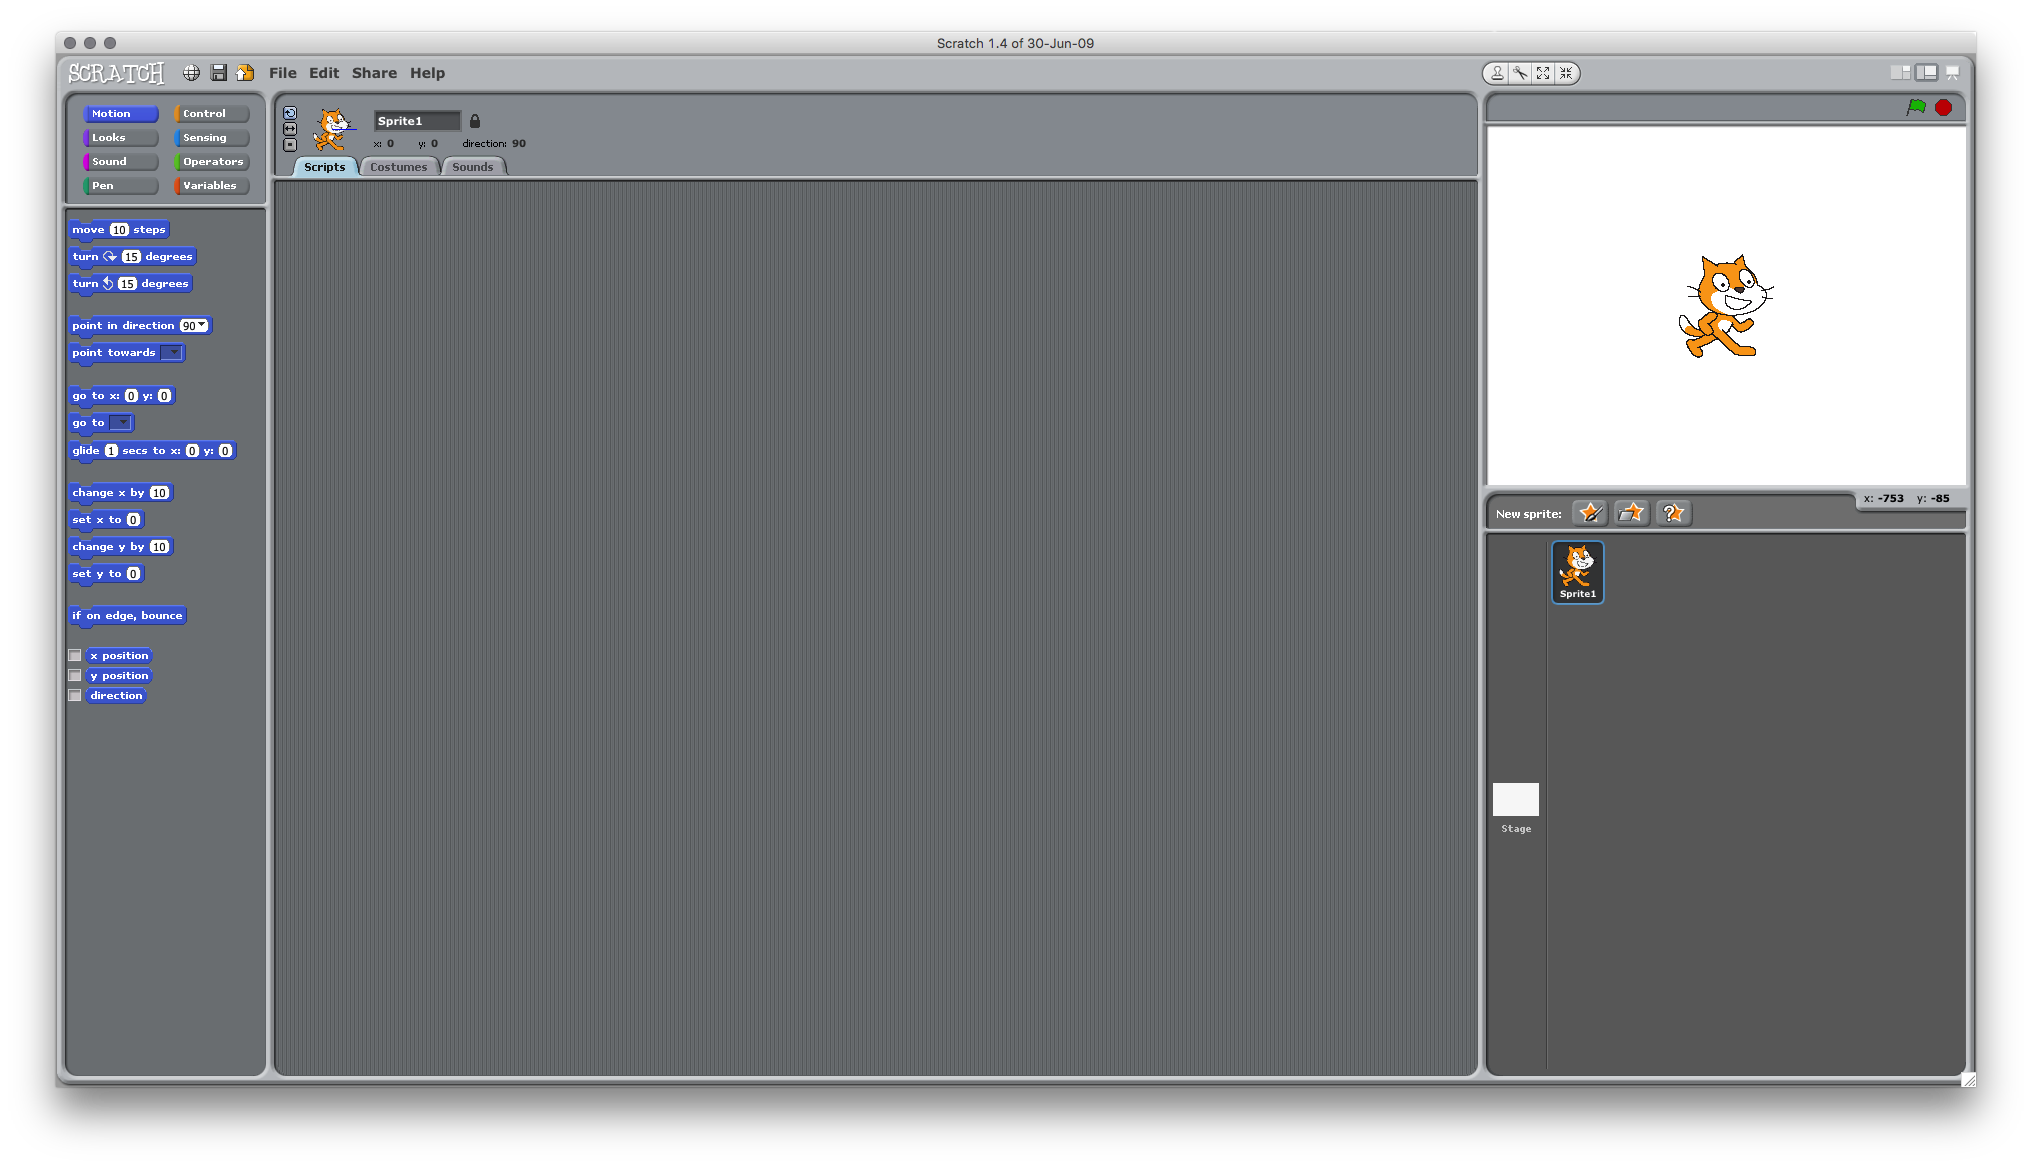 Scratch 1.4 of 30-Jun-09
SCRATCH File Edit Share Help
Motion Control
Looks Sensing
Sound Operators
Pen Variables
move 10 steps
turn 15 degrees
turn 15 degrees
point in direction 90
point towards
go to x: 0 y: 0
go to
glide 1 secs to x: 0 y: 0
change x by 10
set x to 0
change y by 10
set y to 0
if on edge, bounce
x position
y position
direction
Sprite1
x: 0 y: 0 direction: 90
Scripts Costumes Sounds
x: -753 y: -85
New sprite:
Sprite1
Stage